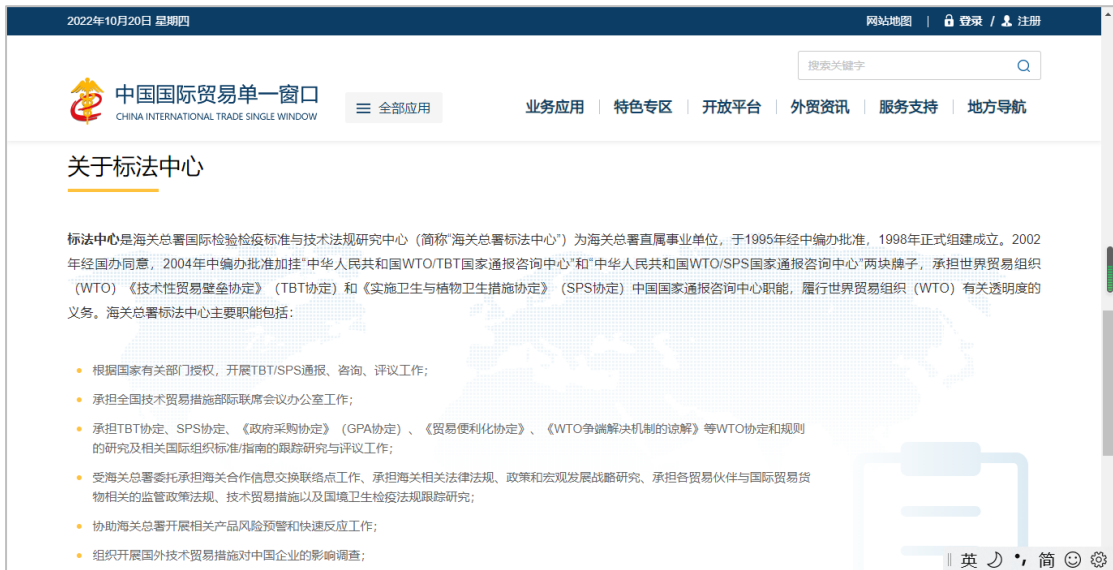 2022年10月20日 星期四
网站地图 | 登录 / 注册
搜索关键字
中国国际贸易单一窗口
CHINA INTERNATIONAL TRADE SINGLE WINDOW
全部应用
业务应用 | 特色专区 | 开放平台 | 外贸资讯 | 服务支持 | 地方导航
关于标法中心
标法中心是海关总署国际检验检疫标准与技术法规研究中心（简称“海关总署标法中心”）为海关总署直属事业单位，于1995年经中编办批准，1998年正式组建成立。2002
年经国办同意，2004年中编办批准加挂“中华人民共和国WTO/TBT国家通报咨询中心”和“中华人民共和国WTO/SPS国家通报咨询中心”两块牌子，承担世界贸易组织
（WTO）《技术性贸易壁垒协定》（TBT协定）和《实施卫生与植物卫生措施协定》（SPS协定）中国国家通报咨询中心职能，履行世界贸易组织（WTO）有关透明度的
义务。海关总署标法中心主要职能包括：
根据国家有关部门授权，开展TBT/SPS通报、咨询、评议工作；
承担全国技术贸易措施部际联席会议办公室工作；
承担TBT协定、SPS协定、《政府采购协定》（GPA协定）、《贸易便利化协定》、《WTO争端解决机制的谅解》等WTO协定和规则
的研究及相关国际组织标准/指南的跟踪研究与评议工作；
受海关总署委托承担海关合作信息交换联络点工作、承担海关相关法律法规、政策和宏观发展战略研究、承担各贸易伙伴与国际贸易货
物相关的监管政策法规、技术贸易措施以及国境卫生检疫法规跟踪研究；
协助海关总署开展相关产品风险预警和快速反应工作；
组织开展国外技术贸易措施对中国企业的影响调查；
英 简